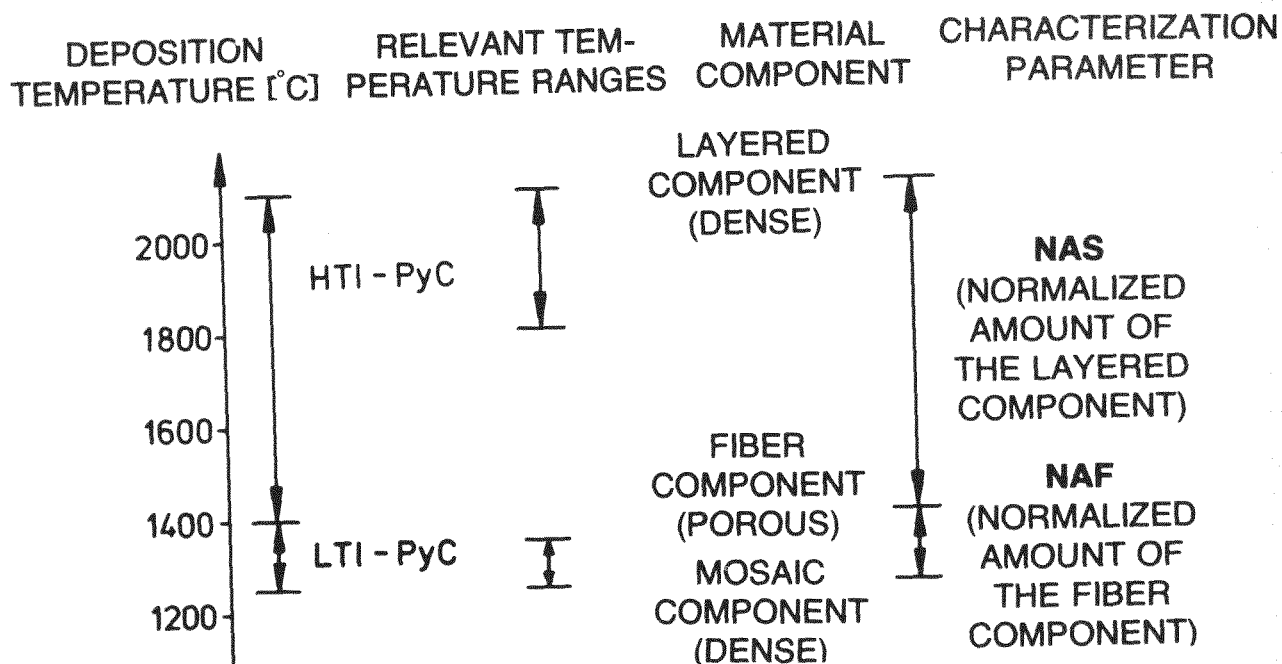 DEPOSITION
TEMPERATURE [°C]
RELEVANT TEM-
PERATURE RANGES
MATERIAL
COMPONENT
CHARACTERIZATION
PARAMETER
2000
1800
1600
1400
1200
HTI - PyC
LTI - PyC
LAYERED
COMPONENT
(DENSE)
FIBER
COMPONENT
(POROUS)
MOSAIC
COMPONENT
(DENSE)
NAS
(NORMALIZED
AMOUNT OF
THE LAYERED
COMPONENT)
NAF
(NORMALIZED
AMOUNT OF
THE FIBER
COMPONENT)